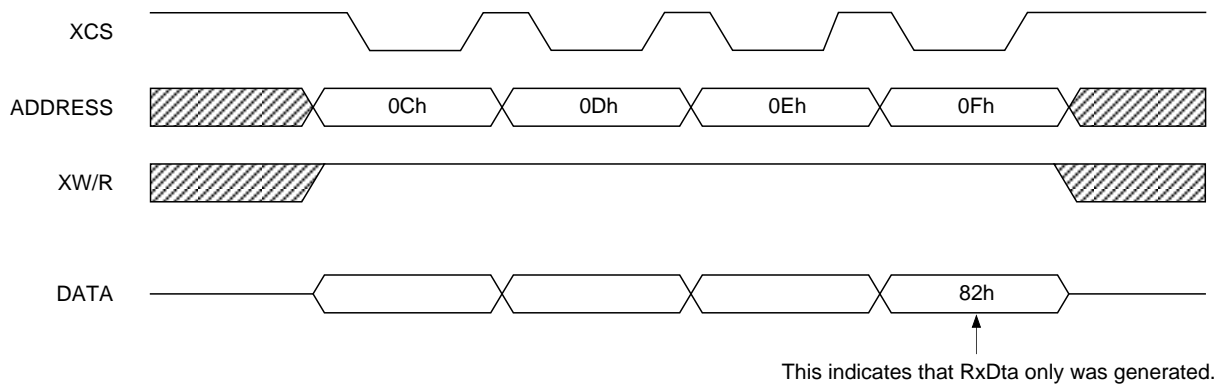 XCS
ADDRESS 0Ch 0Dh 0Eh 0Fh
XW/R
DATA 82h
This indicates that RxDta only was generated.